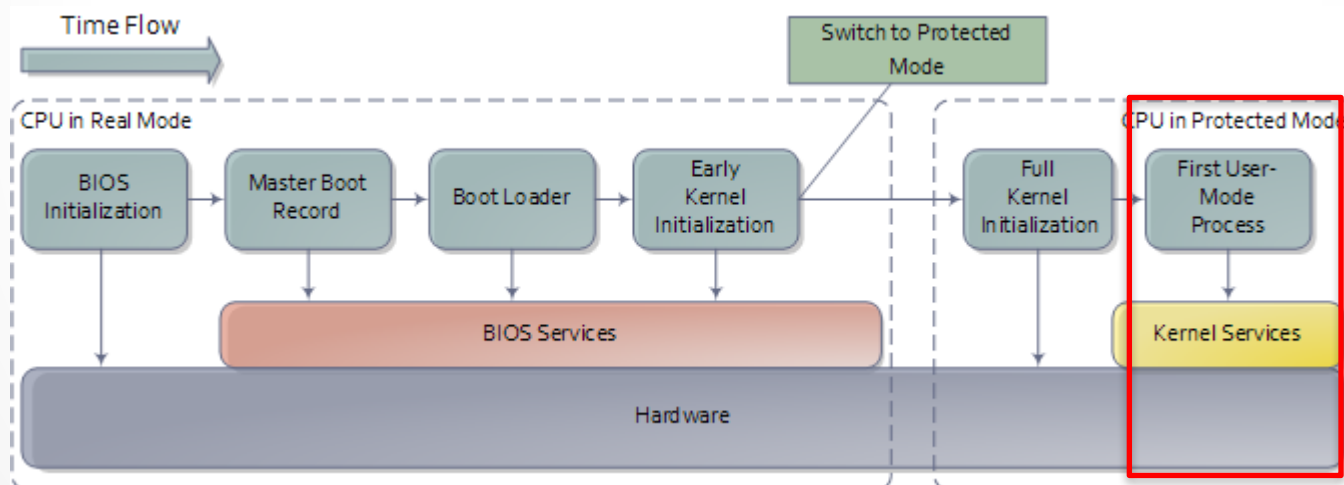 Time Flow
Switch to Protected
Mode
CPU in Real Mode
CPU in Protected Mode
BIOS
Initialization
Master Boot
Record
Boot Loader
Early
Kernel
Initialization
Full
Kernel
Initialization
First User-
Mode
Process
BIOS Services
Kernel Services
Hardware